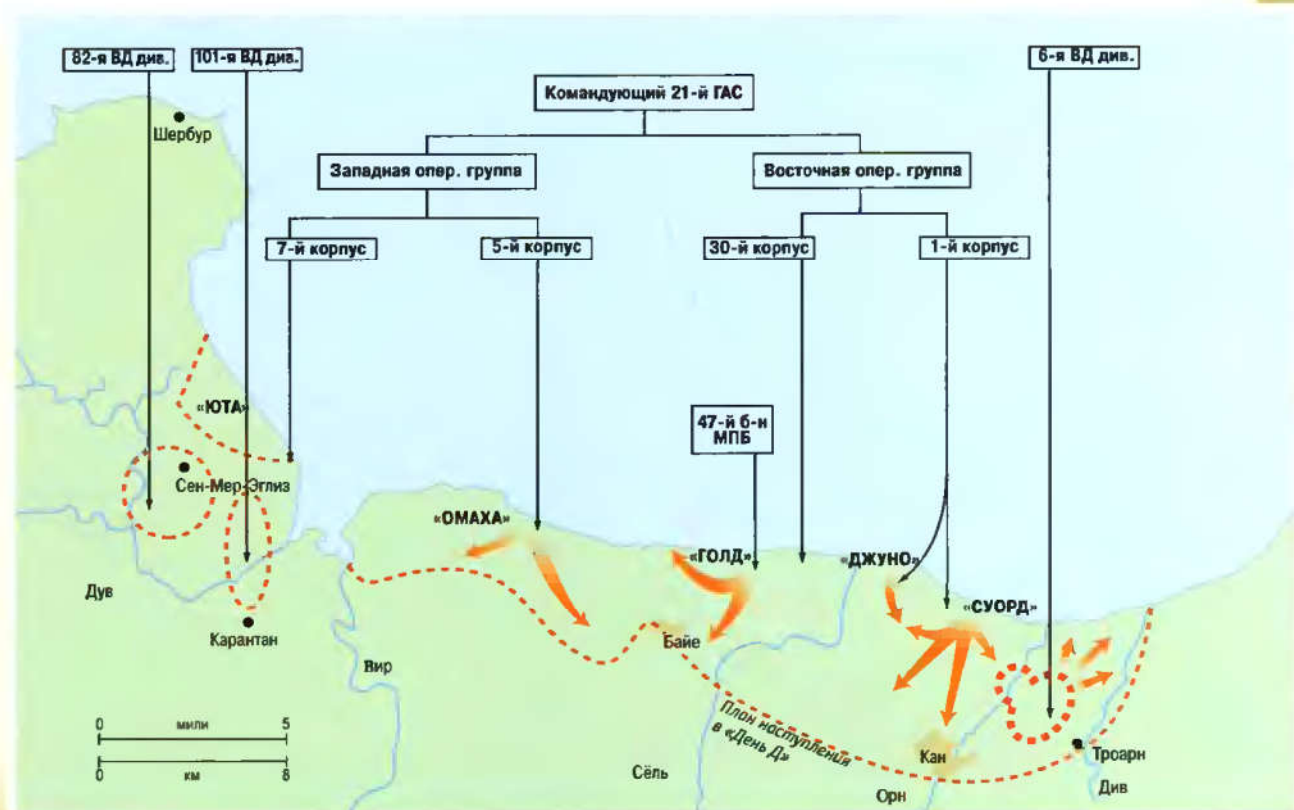 82-я ВД див.
101-я ВД див.
6-я ВД див.
Командующий 21-й ГАС
Шербур
Западная опер. группа
Восточная опер. группа
7-й корпус
5-й корпус
30-й корпус
1-й корпус
«ЮТА»
47-й б-н
МПБ
Сен-Мер-Эглиз
«ОМАХА»
«ГОЛД»
«ДЖУНО»
«СУОРД»
Дув
Карантан
Байе
Вир
План наступления
в «День Д»
0 мили 5
0 км 8
Сёль
Кан
Орн
Троарн
Див